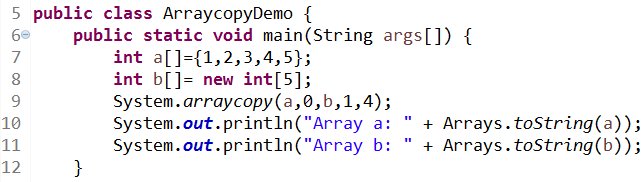 5 public class ArraycopyDemo {
6 public static void main(String args[]) {
7 int a[]={1,2,3,4,5};
8 int b[]= new int[5];
9 System.arraycopy(a,0,b,1,4);
10 System.out.println("Array a: " + Arrays.toString(a));
11 System.out.println("Array b: " + Arrays.toString(b));
12 }